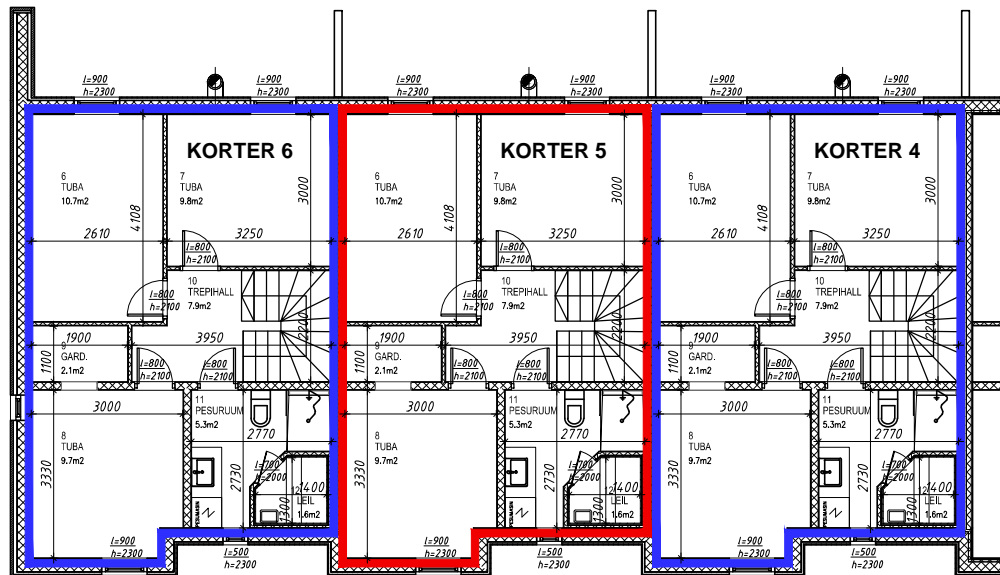 l=900
h=2300
l=900
h=2300
l=900
h=2300
l=900
h=2300
l=900
h=2300
l=900
h=2300
KORTER 6
KORTER 5
KORTER 4
6
TUBA
10.7m2
7
TUBA
9.8m2
4108
3000
2610
3250
l=800
h=2100
10
TREPIHALL
7.9m2
l=800
h=2100
2200
1900
3950
9
GARD.
2.1m2
1100
l=800
h=2100
l=800
h=2100
3000
11
PESURUUM
5.3m2
2770
8
TUBA
9.7m2
3330
2730
l=700
h=2000
12
LEIL
1.6m2
1400
1300
PESUMASIN
l=900
h=2300
l=500
h=2300
6
TUBA
10.7m2
7
TUBA
9.8m2
4108
3000
2610
3250
l=800
h=2100
10
TREPIHALL
7.9m2
l=800
h=2100
2200
1900
3950
9
GARD.
2.1m2
1100
l=800
h=2100
l=800
h=2100
3000
11
PESURUUM
5.3m2
2770
8
TUBA
9.7m2
3330
2730
l=700
h=2000
12
LEIL
1.6m2
1400
1300
PESUMASIN
l=900
h=2300
l=500
h=2300
6
TUBA
10.7m2
7
TUBA
9.8m2
4108
3000
2610
3250
l=800
h=2100
10
TREPIHALL
7.9m2
l=800
h=2100
2200
1900
3950
9
GARD.
2.1m2
1100
l=800
h=2100
l=800
h=2100
3000
11
PESURUUM
5.3m2
2770
8
TUBA
9.7m2
3330
2730
l=700
h=2000
12
LEIL
1.6m2
1400
1300
PESUMASIN
l=900
h=2300
l=500
h=2300